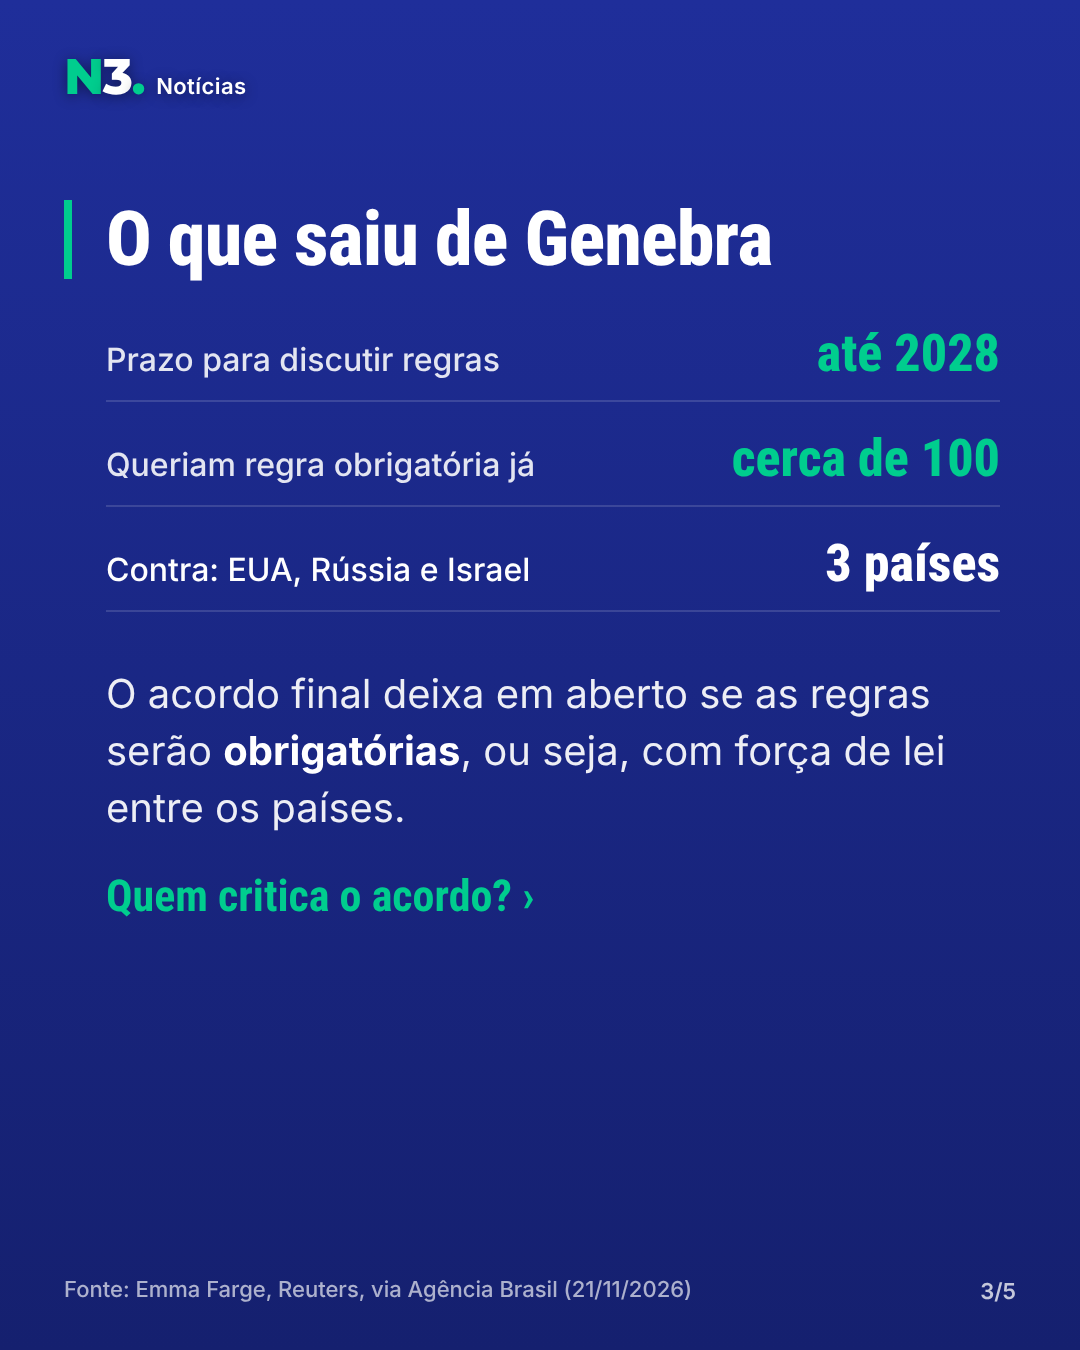 N3. Notícias
O que saiu de Genebra
Prazo para discutir regras até 2028
Queriam regra obrigatória já cerca de 100
Contra: EUA, Rússia e Israel 3 países
O acordo final deixa em aberto se as regras
serão obrigatórias, ou seja, com força de lei
entre os países.
Quem critica o acordo? ›
Fonte: Emma Farge, Reuters, via Agência Brasil (21/11/2026) 3/5